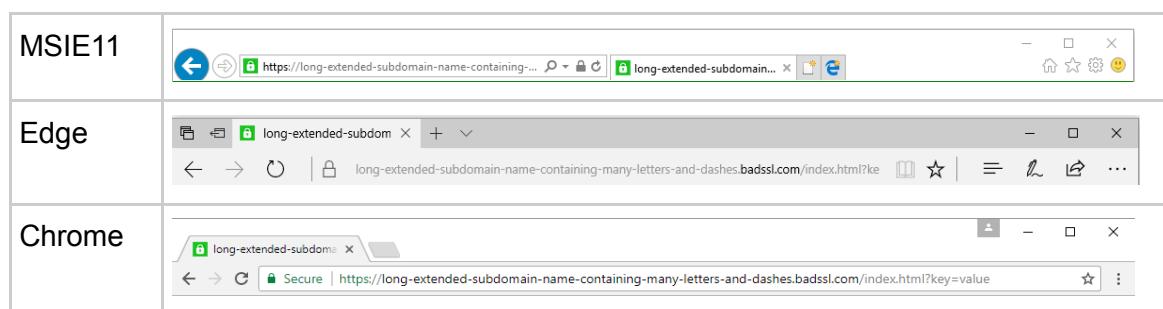 MSIE11
https://long-extended-subdomain-name-containing-... long-extended-subdomain...
Edge
long-extended-subdom
long-extended-subdomain-name-containing-many-letters-and-dashes.badssl.com/index.html?ke
Chrome
long-extended-subdoma
Secure | https://long-extended-subdomain-name-containing-many-letters-and-dashes.badssl.com/index.html?key=value